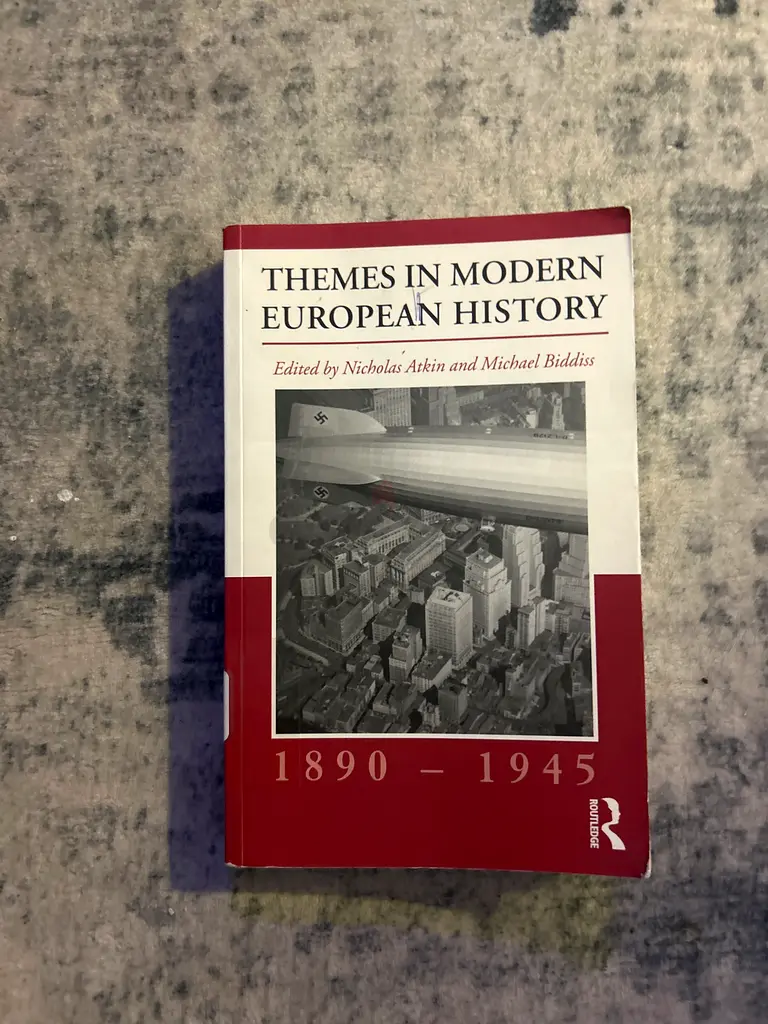 THEMES IN MODERN
EUROPEAN HISTORY
Edited by Nicholas Atkin and Michael Biddiss
1890 – 1945
ROUTLEDGE